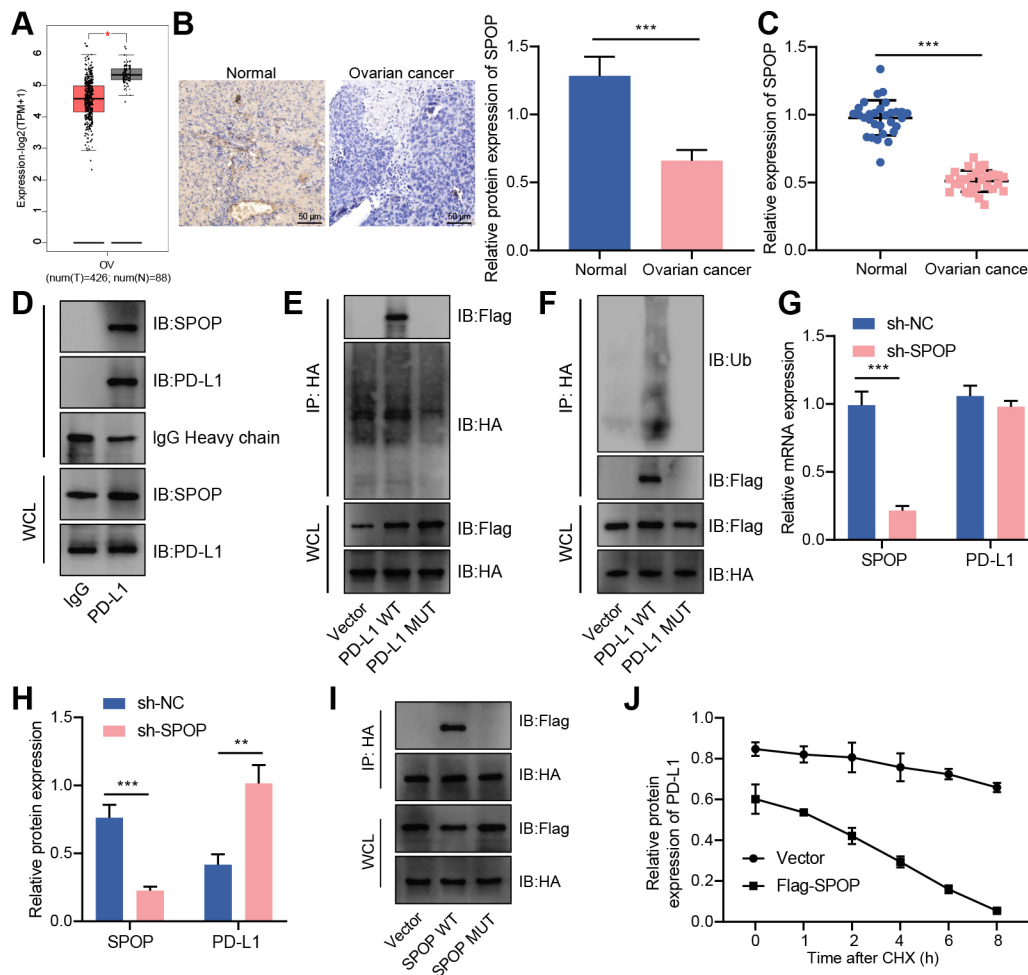 A
*
Expression-log2(TPM+1)
6
5
4
3
2
1
0
OV
(num(T)=426; num(N)=88)
B
Normal
Ovarian cancer
50 µm
50 µm
Relative protein expression of SPOP
1.5
1.0
0.5
0.0
***
Normal
Ovarian cancer
C
Relative expression of SPOP
1.5
1.0
0.5
0.0
***
Normal
Ovarian cancer
D
IB:SPOP
IB:PD-L1
IgG Heavy chain
WCL
IB:SPOP
IB:PD-L1
IgG
PD-L1
E
IP: HA
IB:Flag
IB:HA
WCL
IB:Flag
IB:HA
Vector
PD-L1 WT
PD-L1 MUT
F
IP: HA
IB:Ub
IB:Flag
WCL
IB:Flag
IB:HA
Vector
PD-L1 WT
PD-L1 MUT
G
sh-NC
sh-SPOP
Relative mRNA expression
1.5
1.0
0.5
0.0
***
SPOP
PD-L1
H
sh-NC
sh-SPOP
Relative protein expression
1.5
1.0
0.5
0.0
***
**
SPOP
PD-L1
I
IP: HA
IB:Flag
IB:HA
WCL
IB:Flag
IB:HA
Vector
SPOP WT
SPOP MUT
J
Relative protein
expression of PD-L1
1.0
0.8
0.6
0.4
0.2
0.0
Vector
Flag-SPOP
0
1
2
4
6
8
Time after CHX (h)